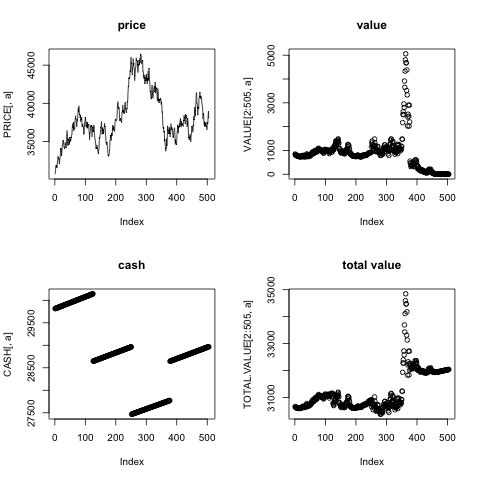 price
PRICE[, a]
35000 40000 45000
0 100 200 300 400 500
Index
value
VALUE[2:505, a]
0 1000 3000 5000
0 100 200 300 400 500
Index
cash
CASH[, a]
27500 28500 29500
0 100 200 300 400 500
Index
total value
TOTAL.VALUE[2:505, a]
31000 33000 35000
0 100 200 300 400 500
Index